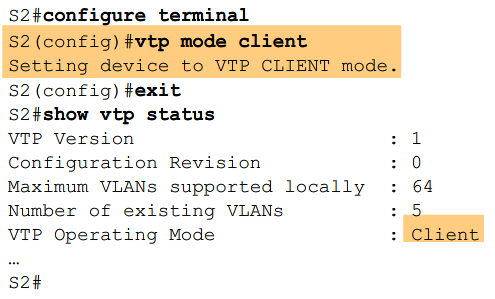 S2#configure terminal
S2(config)#vtp mode client
Setting device to VTP CLIENT mode.
S2(config)#exit
S2#show vtp status
VTP Version : 1
Configuration Revision : 0
Maximum VLANs supported locally : 64
Number of existing VLANs : 5
VTP Operating Mode : Client
…
S2#